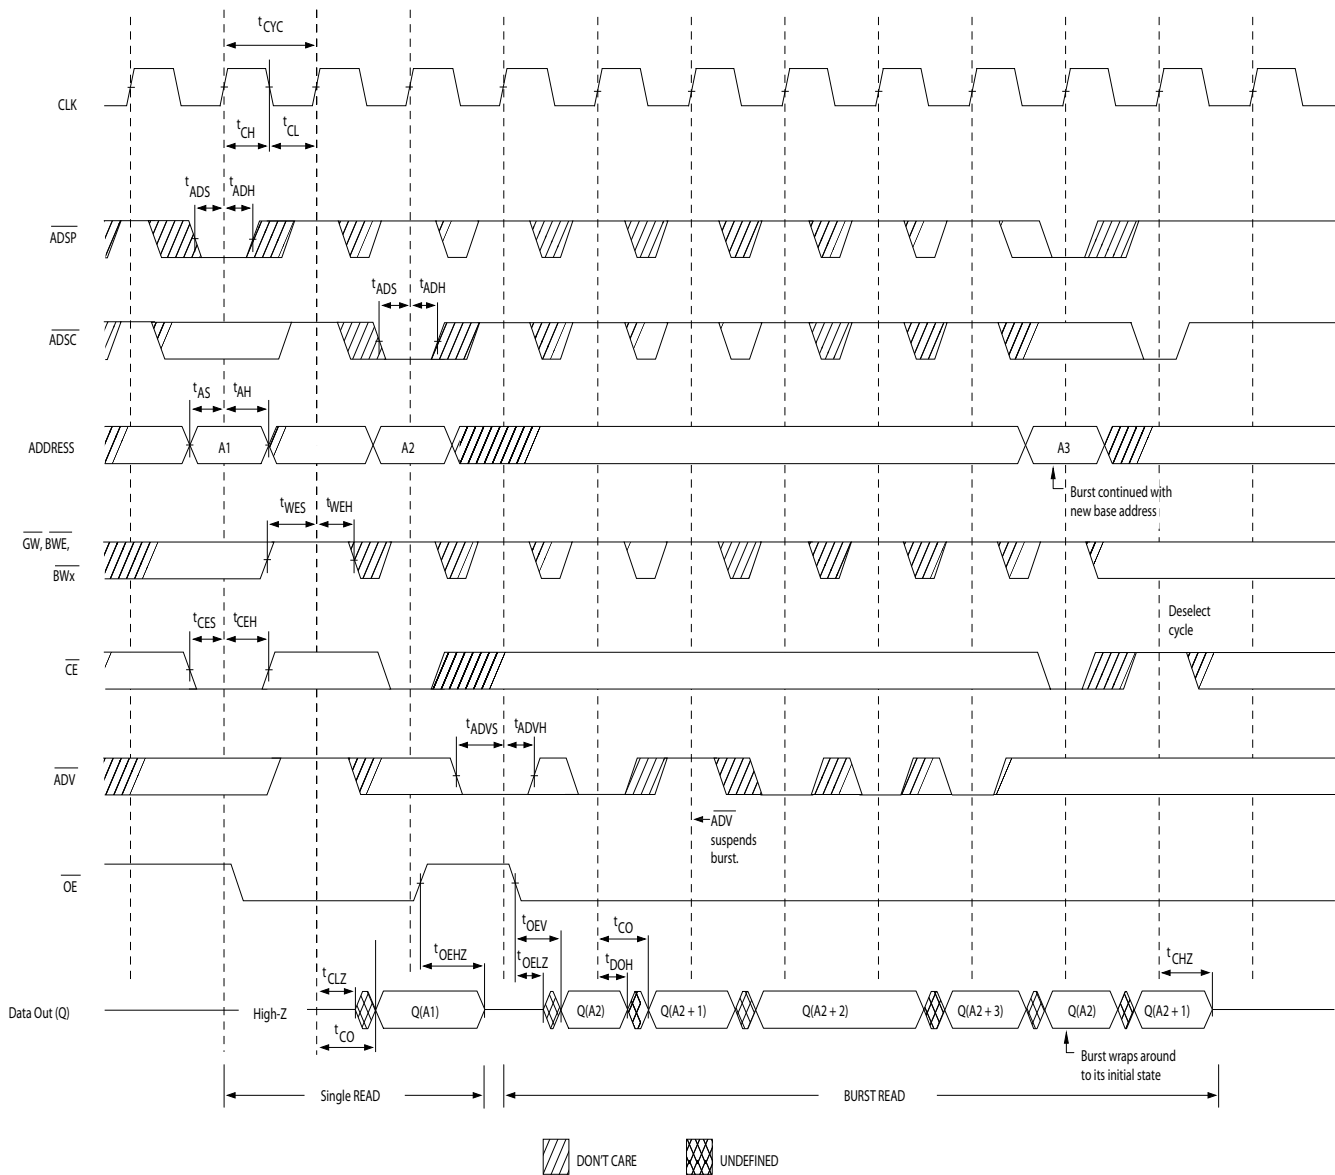 tCYC
CLK
tCH
tCL
tADS
tADH
ADSP
tADS
tADH
ADSC
tAS
tAH
ADDRESS
A1
A2
A3
Burst continued with
new base address
tWES
tWEH
GW, BWE,
BWx
tCES
tCEH
Deselect
cycle
CE
tADVS
tADVH
ADV
ADV
suspends
burst.
OE
tOEV
tCO
tOEHZ
tOELZ
tDOH
tCHZ
tCLZ
Data Out (Q)
High-Z
Q(A1)
Q(A2)
Q(A2 + 1)
Q(A2 + 2)
Q(A2 + 3)
Q(A2)
Q(A2 + 1)
tCO
Burst wraps around
to its initial state
Single READ
BURST READ
DON'T CARE
UNDEFINED